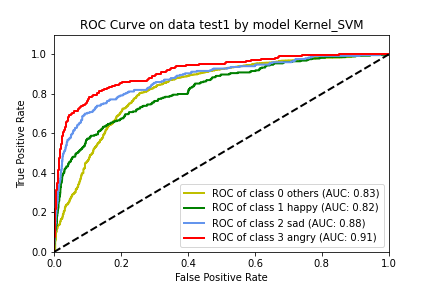 ROC Curve on data test1 by model Kernel_SVM
True Positive Rate
1.0
0.8
0.6
0.4
0.2
0.0
ROC of class 0 others (AUC: 0.83)
ROC of class 1 happy (AUC: 0.82)
ROC of class 2 sad (AUC: 0.88)
ROC of class 3 angry (AUC: 0.91)
0.0 0.2 0.4 0.6 0.8 1.0
False Positive Rate